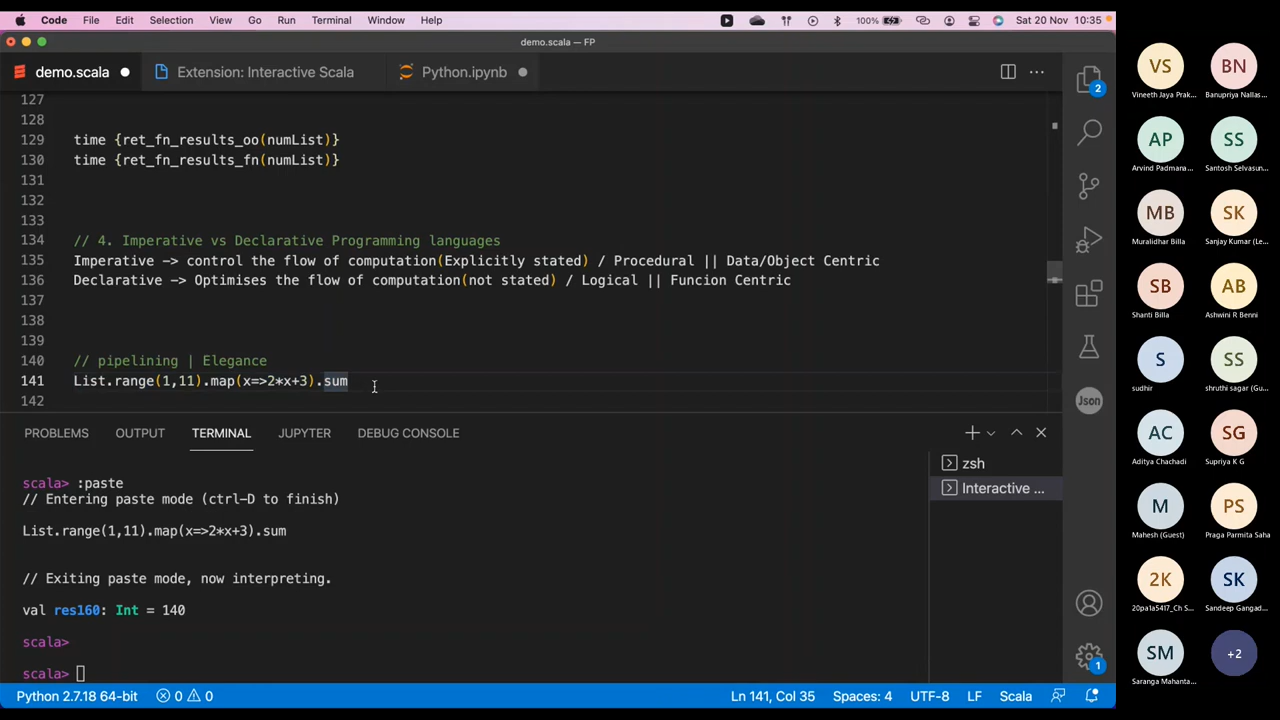 Code File Edit Selection View Go Run Terminal Window Help 100% Sat 20 Nov 10:35
demo.scala — FP
demo.scala Extension: Interactive Scala Python.ipynb
127
128
129 time {ret_fn_results_oo(numList)}
130 time {ret_fn_results_fn(numList)}
131
132
133
134 // 4. Imperative vs Declarative Programming languages
135 Imperative -> control the flow of computation(Explicitly stated) / Procedural || Data/Object Centric
136 Declarative -> Optimises the flow of computation(not stated) / Logical || Funcion Centric
137
138
139
140 // pipelining | Elegance
141 List.range(1,11).map(x=>2*x+3).sum
142
PROBLEMS OUTPUT TERMINAL JUPYTER DEBUG CONSOLE
scala> :paste
// Entering paste mode (ctrl-D to finish)
List.range(1,11).map(x=>2*x+3).sum
// Exiting paste mode, now interpreting.
val res160: Int = 140
scala>
scala>
zsh
Interactive ...
2
Json
1
Python 2.7.18 64-bit 0 0 Ln 141, Col 35 Spaces: 4 UTF-8 LF Scala
VS BN
Vineeth Jaya Prak... Banupriya Nallas...
AP SS
Arvind Padmana... Santosh Selvasun...
MB SK
Muralidhar Billa Sanjay Kumar (Le...
SB AB
Shanti Billa Ashwini R Benni
S SS
sudhir shruthi sagar (Gu...
AC SG
Aditya Chachadi Supriya K G
M PS
Mahesh (Guest) Praga Parmita Saha
2K SK
20pa1a5417_Ch S... Sandeep Gangad...
SM +2
Saranga Mahanta...